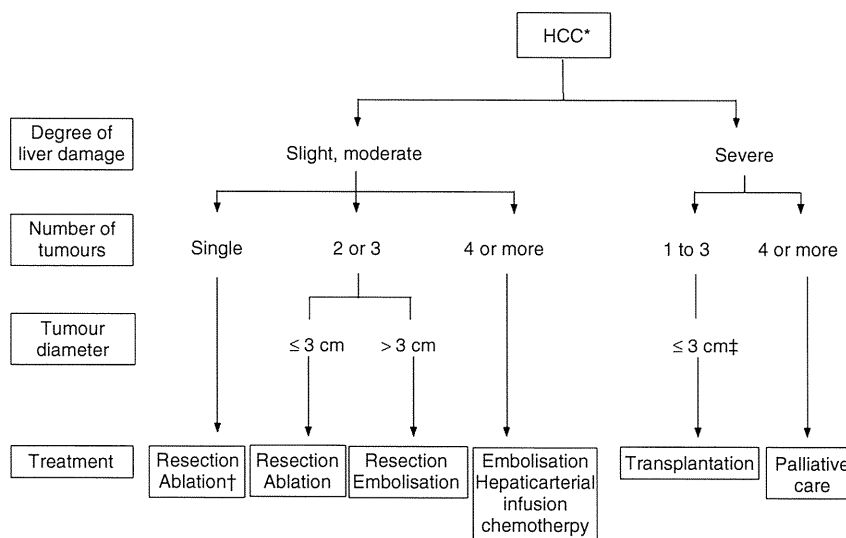 HCC*
Degree of
liver damage
Slight, moderate
Severe
Number of
tumours
Single
2 or 3
4 or more
1 to 3
4 or more
Tumour
diameter
≤ 3 cm
> 3 cm
≤ 3 cm‡
Treatment
Resection
Ablation†
Resection
Ablation
Resection
Embolisation
Embolisation
Hepaticarterial
infusion
chemotherpy
Transplantation
Palliative
care